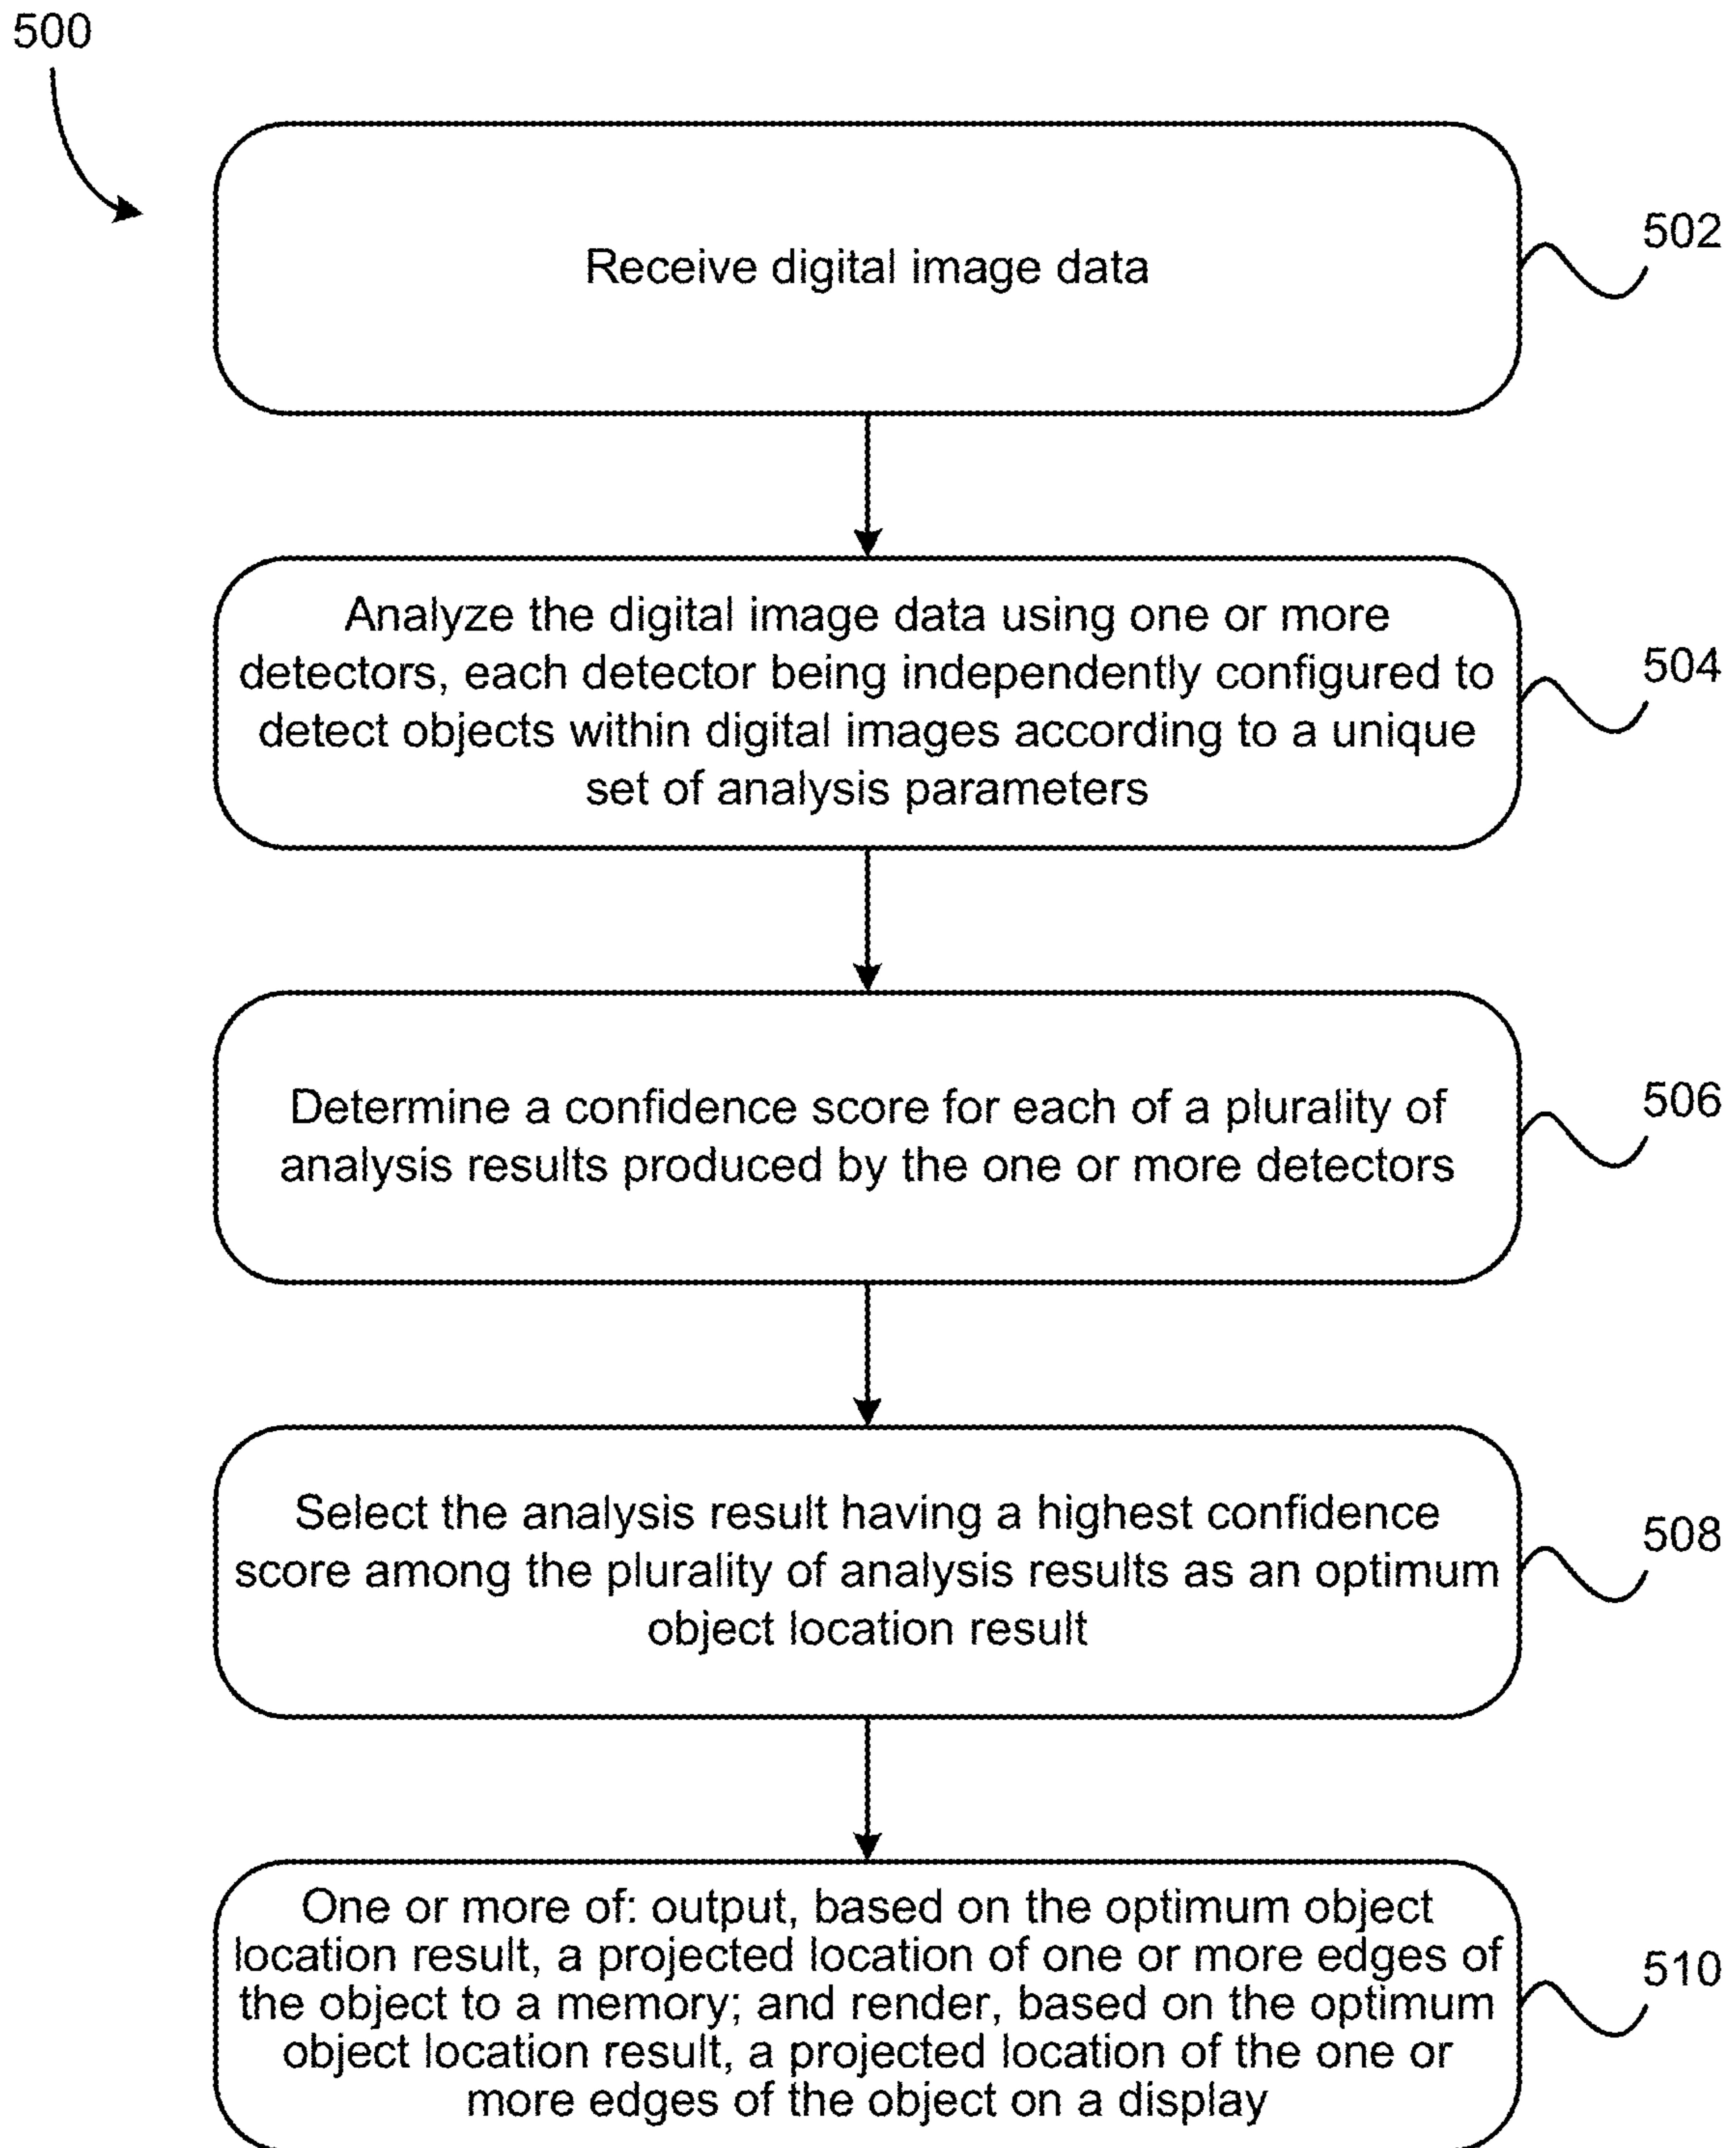 500
Receive digital image data
502
Analyze the digital image data using one or more
detectors, each detector being independently configured to
detect objects within digital images according to a unique
set of analysis parameters
504
Determine a confidence score for each of a plurality of
analysis results produced by the one or more detectors
506
Select the analysis result having a highest confidence
score among the plurality of analysis results as an optimum
object location result
508
One or more of: output, based on the optimum object
location result, a projected location of one or more edges of
the object to a memory; and render, based on the optimum
object location result, a projected location of the one or
more edges of the object on a display
510